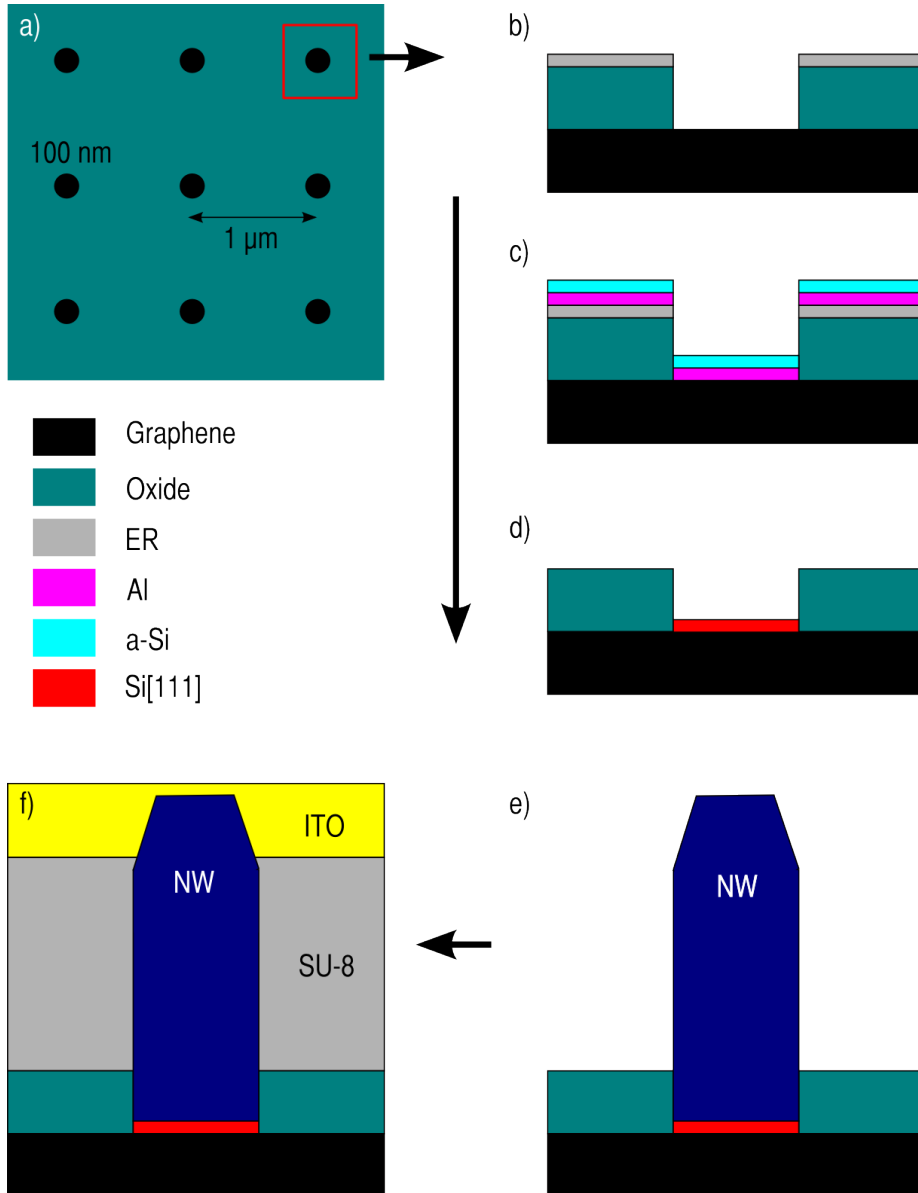 a)
100 nm
1 µm
b)
c)
Graphene
Oxide
ER
Al
a-Si
Si[111]
d)
f)
ITO
NW
SU-8
e)
NW